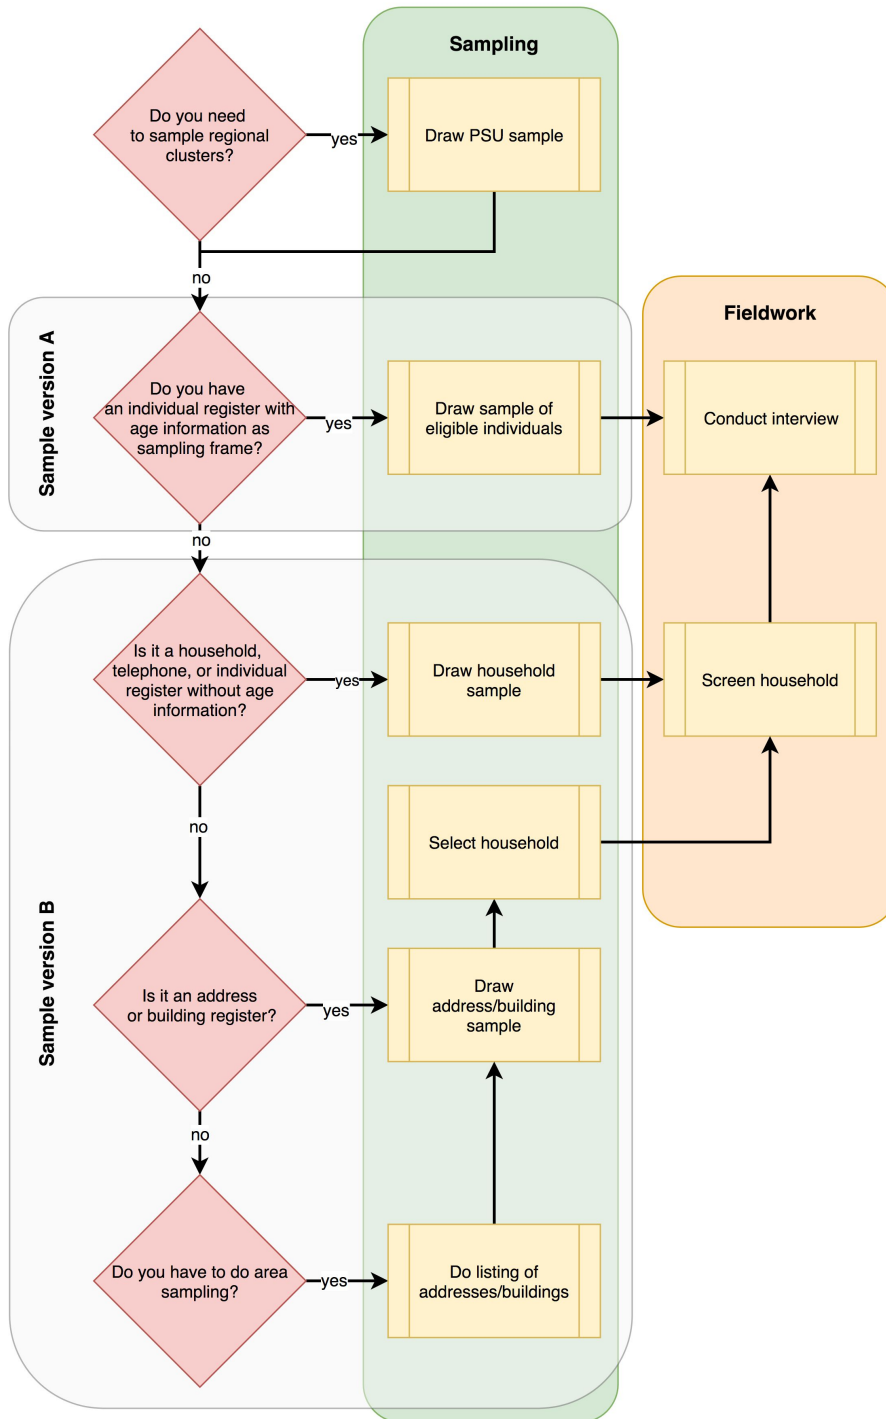 Sampling
Do you need
to sample regional
clusters?
yes
Draw PSU sample
no
Fieldwork
Sample version A
Do you have
an individual register with
age information as
sampling frame?
yes
Draw sample of
eligible individuals
Conduct interview
no
Is it a household,
telephone, or individual
register without age
information?
yes
Draw household
sample
Screen household
no
Select household
Sample version B
Is it an address
or building register?
yes
Draw
address/building
sample
no
Do you have to do area
sampling?
yes
Do listing of
addresses/buildings